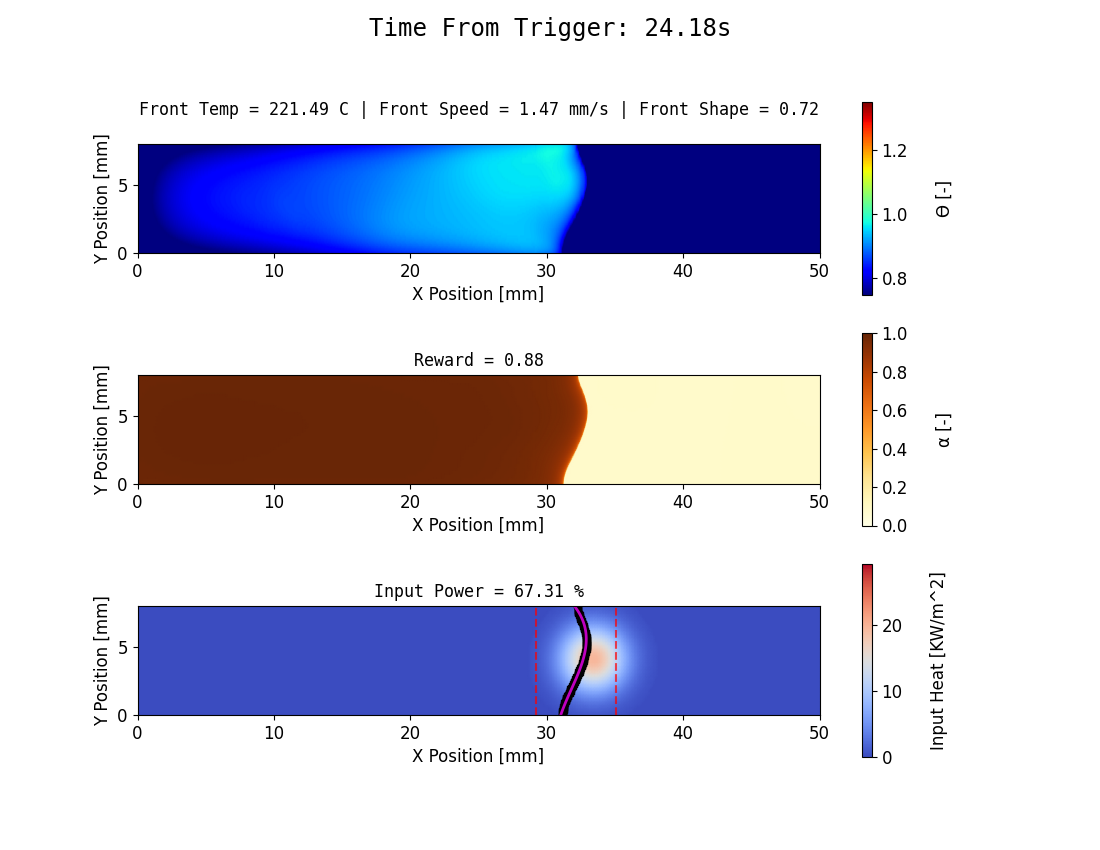 Time From Trigger: 24.18s
Front Temp = 221.49 C | Front Speed = 1.47 mm/s | Front Shape = 0.72
Y Position [mm]
5
0
0 10 20 30 40 50
X Position [mm]
1.2
1.0
0.8
Θ [-]
Reward = 0.88
Y Position [mm]
5
0
0 10 20 30 40 50
X Position [mm]
1.0
0.8
0.6
0.4
0.2
0.0
α [-]
Input Power = 67.31 %
Y Position [mm]
5
0
0 10 20 30 40 50
X Position [mm]
20
10
0
Input Heat [KW/m^2]